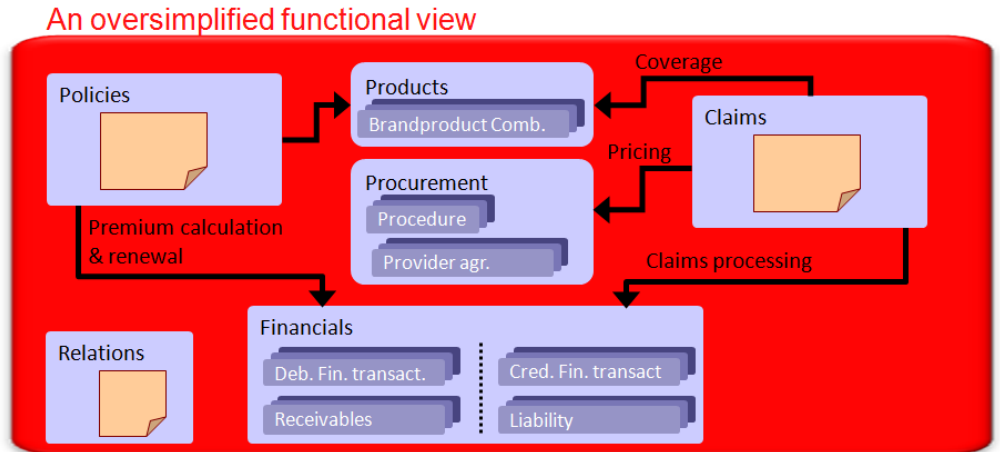 An oversimplified functional view
Policies
Products
Brandproduct Comb.
Coverage
Claims
Pricing
Procurement
Procedure
Provider agr.
Premium calculation
& renewal
Claims processing
Relations
Financials
Deb. Fin. transact.
Cred. Fin. transact
Receivables
Liability